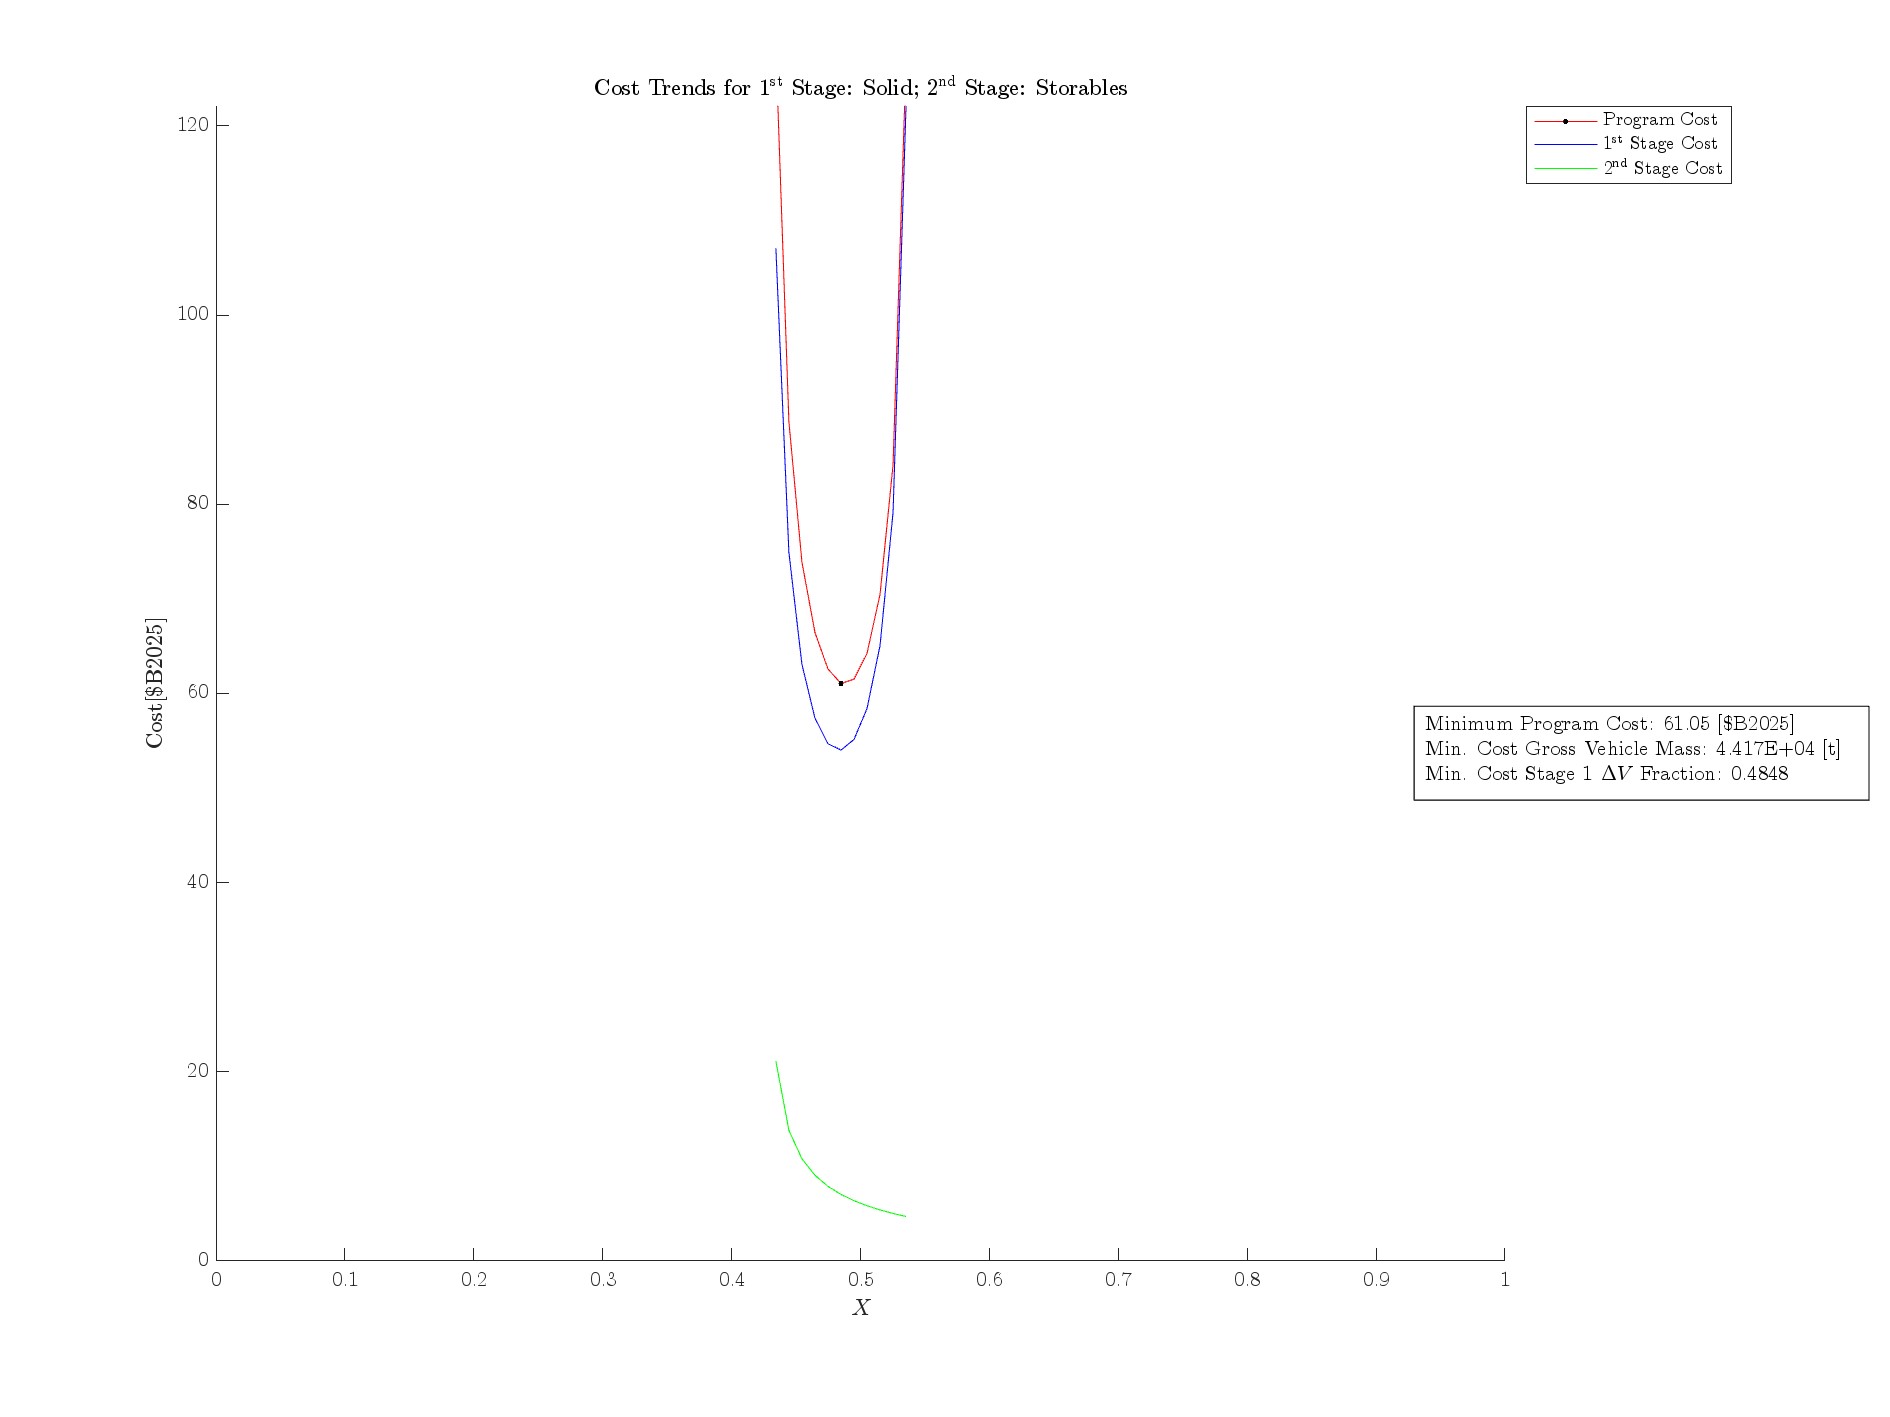 Cost Trends for 1st Stage: Solid; 2nd Stage: Storables
Program Cost
1st Stage Cost
2nd Stage Cost
120
100
80
60
40
20
0
Cost[$B2025]
Minimum Program Cost: 61.05 [$B2025]
Min. Cost Gross Vehicle Mass: 4.417E+04 [t]
Min. Cost Stage 1 ΔV Fraction: 0.4848
0 0.1 0.2 0.3 0.4 0.5 0.6 0.7 0.8 0.9 1
X